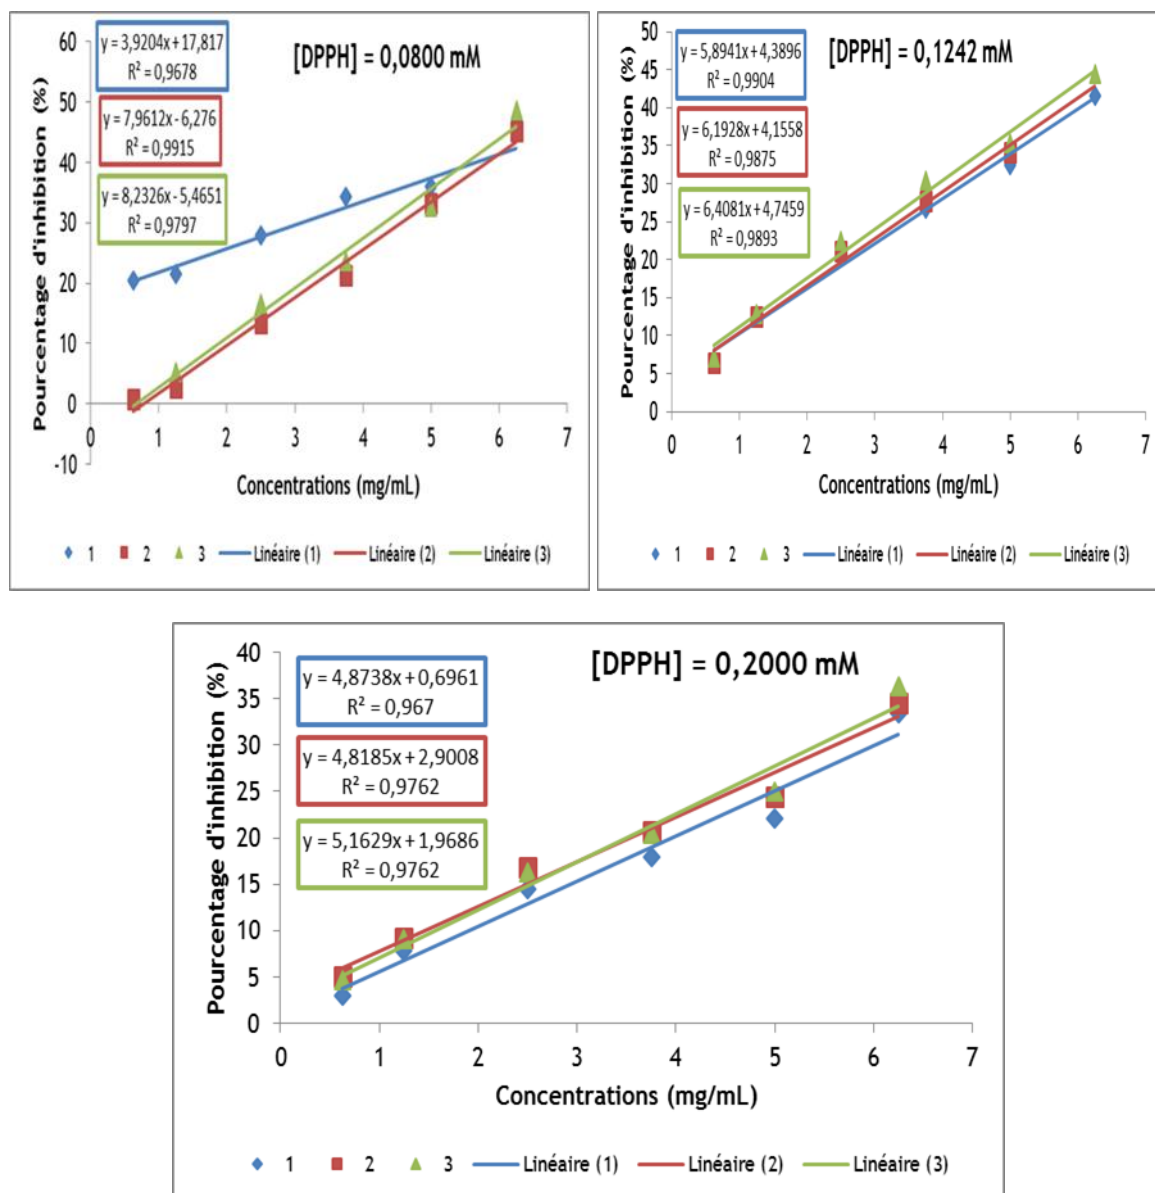 [DPPH] = 0,0800 mM
y = 3,9204x + 17,817
R² = 0,9678
y = 7,9612x - 6,276
R² = 0,9915
y = 8,2326x - 5,4651
R² = 0,9797
Pourcentage d'inhibition (%)
60
50
40
30
20
10
0
-10
0 1 2 3 4 5 6 7
Concentrations (mg/mL)
1 2 3 Linéaire (1) Linéaire (2) Linéaire (3)
[DPPH] = 0,1242 mM
y = 5,8941x + 4,3896
R² = 0,9904
y = 6,1928x + 4,1558
R² = 0,9875
y = 6,4081x + 4,7459
R² = 0,9893
Pourcentage d'inhibition (%)
50
45
40
35
30
25
20
15
10
5
0
0 1 2 3 4 5 6 7
Concentrations (mg/mL)
1 2 3 Linéaire (1) Linéaire (2) Linéaire (3)
[DPPH] = 0,2000 mM
y = 4,8738x + 0,6961
R² = 0,967
y = 4,8185x + 2,9008
R² = 0,9762
y = 5,1629x + 1,9686
R² = 0,9762
Pourcentage d'inhibition (%)
40
35
30
25
20
15
10
5
0
0 1 2 3 4 5 6 7
Concentrations (mg/mL)
1 2 3 Linéaire (1) Linéaire (2) Linéaire (3)